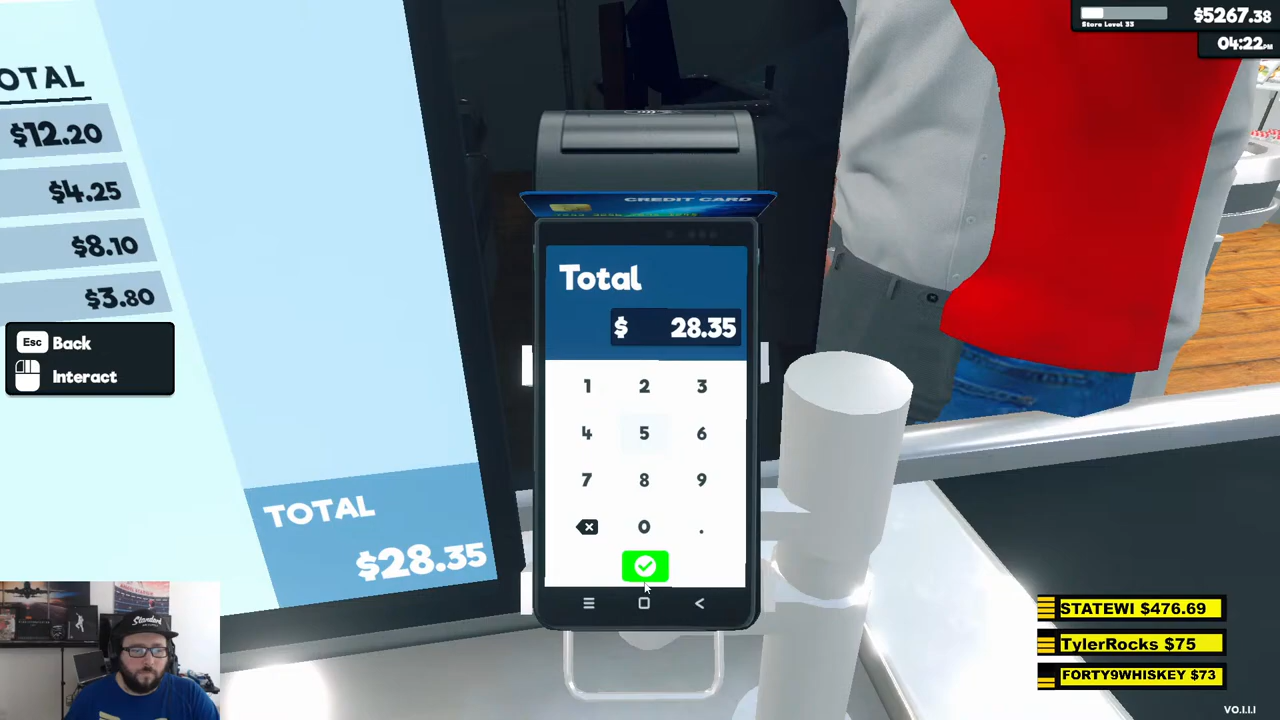 OTAL
$12.20
$4.25
$8.10
$3.80
Esc Back
Interact
TOTAL
$28.35
CREDIT CARD
Total
$ 28.35
1 2 3
4 5 6
7 8 9
0 .
$5267.38
Store Level 33
04:22PM
STATEWI $476.69
TylerRocks $75
FORTY9WHISKEY $73
V0.1.1.1